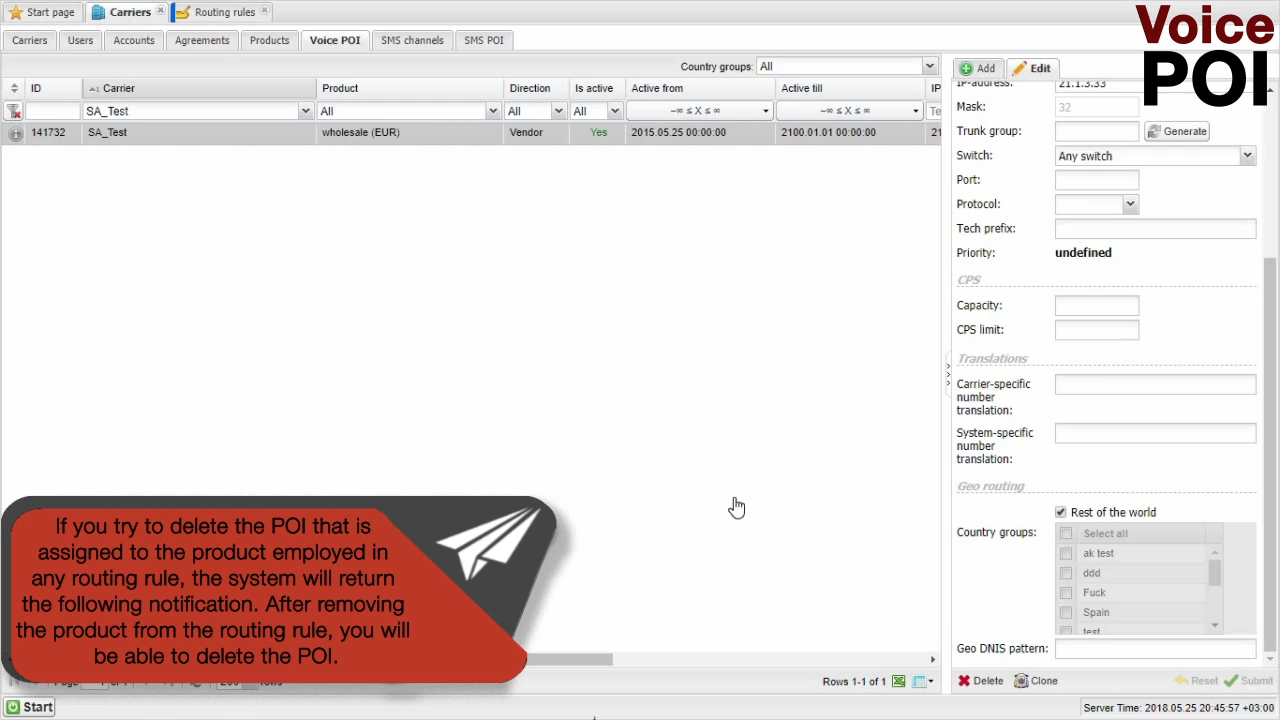 Start page
Carriers
Routing rules
Voice
POI
Carriers
Users
Accounts
Agreements
Products
Voice POI
SMS channels
SMS POI
Country groups:
All
Add
Edit
ID
Carrier
Product
Direction
Is active
Active from
Active till
SA_Test
All
All
All
-∞ ≤ X ≤ ∞
-∞ ≤ X ≤ ∞
141732
SA_Test
wholesale (EUR)
Vendor
Yes
2015.05.25 00:00:00
2100.01.01 00:00:00
IP-address:
21.1.3.33
Mask:
32
Trunk group:
Generate
Switch:
Any switch
Port:
Protocol:
Tech prefix:
Priority:
undefined
CPS
Capacity:
CPS limit:
Translations
Carrier-specific
number
translation:
System-specific
number
translation:
Geo routing
Rest of the world
Country groups:
Select all
ak test
ddd
Fuck
Spain
test
Geo DNIS pattern:
If you try to delete the POI that is
assigned to the product employed in
any routing rule, the system will return
the following notification. After removing
the product from the routing rule, you will
be able to delete the POI.
Rows 1-1 of 1
Delete
Clone
Reset
Submit
Start
Server Time: 2018.05.25 20:45:57 +03:00